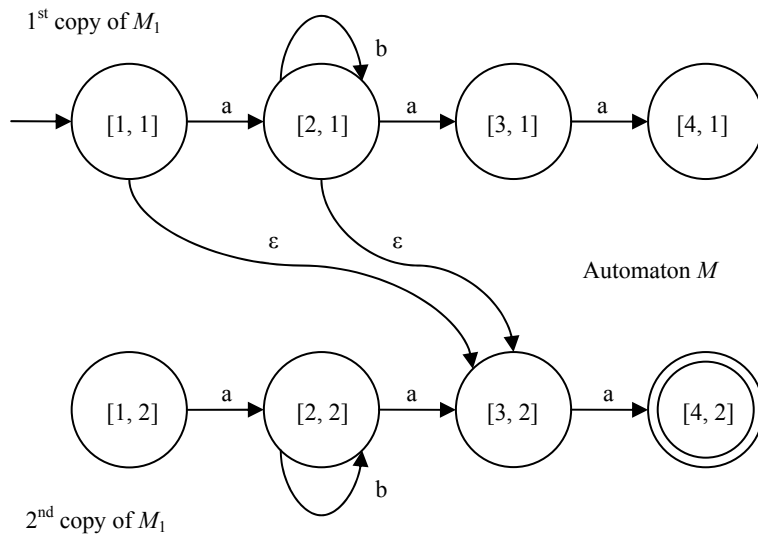 1st copy of M1
b
[1, 1] a [2, 1] a [3, 1] a [4, 1]
ε ε
Automaton M
[1, 2] a [2, 2] a [3, 2] a [4, 2]
b
2nd copy of M1